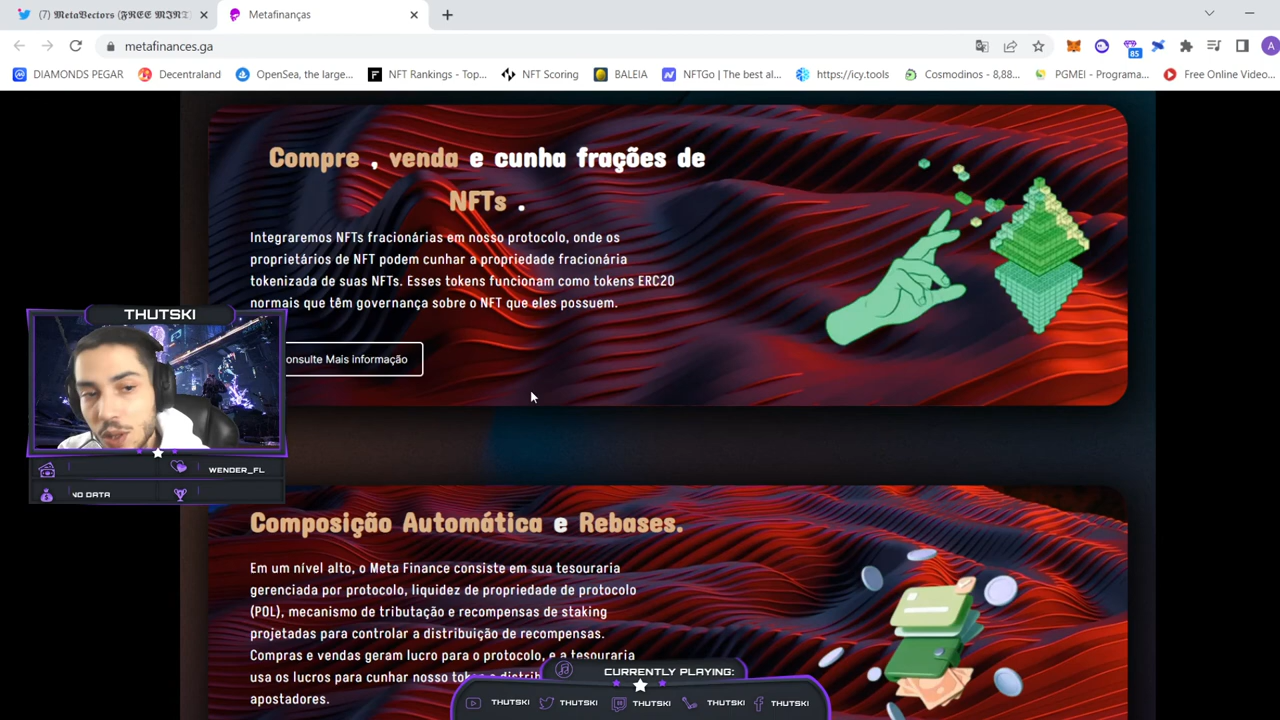 (7) 𝕸𝖊𝖙𝖆𝖁𝖊𝖈𝖙𝖔𝖗𝖘 (𝕱𝕽𝕰𝕰 𝕸𝕴𝕹𝕿
Metafinanças
metafinances.ga
85
A
DIAMONDS PEGAR
Decentraland
OpenSea, the large...
NFT Rankings - Top...
NFT Scoring
BALEIA
NFTGo | The best al...
https://icy.tools
Cosmodinos - 8,88...
PGMEI - Programa...
Free Online Video...
Compre , venda e cunha frações de
NFTs .
Integraremos NFTs fracionárias em nosso protocolo, onde os
proprietários de NFT podem cunhar a propriedade fracionária
tokenizada de suas NFTs. Esses tokens funcionam como tokens ERC20
normais que têm governança sobre o NFT que eles possuem.
onsulte Mais informação
THUTSKI
WENDER_FL
NO DATA
Composição Automática e Rebases.
Em um nível alto, o Meta Finance consiste em sua tesouraria
gerenciada por protocolo, liquidez de propriedade de protocolo
(POL), mecanismo de tributação e recompensas de staking
projetadas para controlar a distribuição de recompensas.
Compras e vendas geram lucro para o protocolo, e a tesouraria
usa os lucros para cunhar nosso
apostadores.
CURRENTLY PLAYING:
THUTSKI
THUTSKI
THUTSKI
THUTSKI
THUTSKI